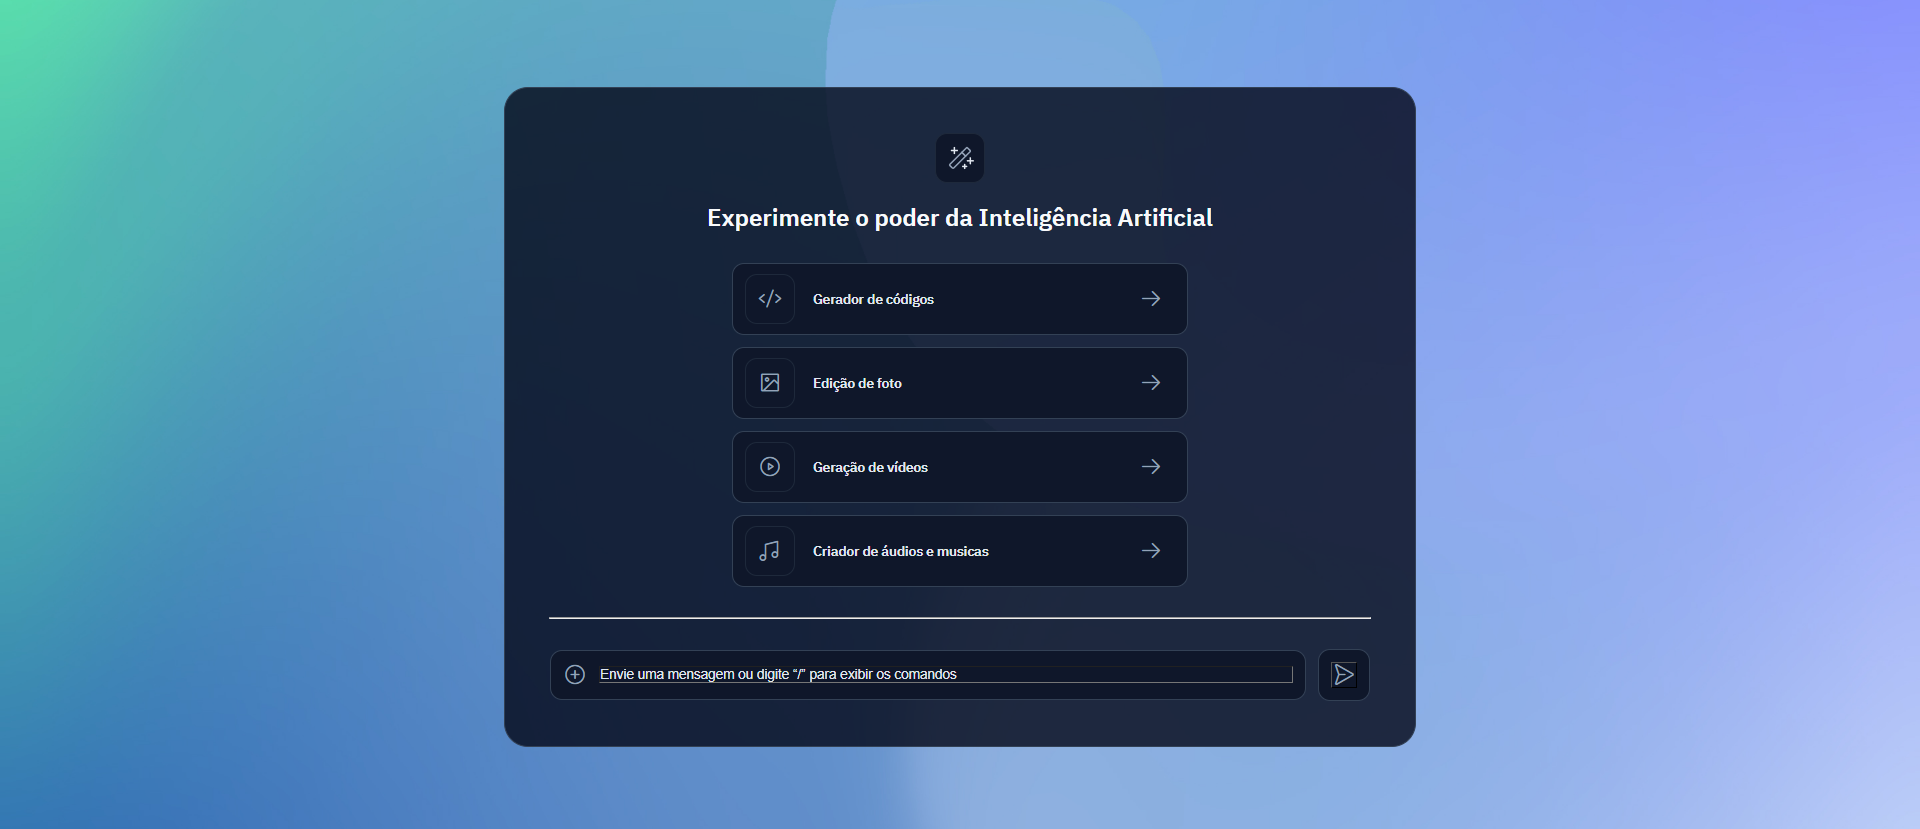 Experimente o poder da Inteligência Artificial
Gerador de códigos
Edição de foto
Geração de vídeos
Criador de áudios e musicas
Envie uma mensagem ou digite “/” para exibir os comandos